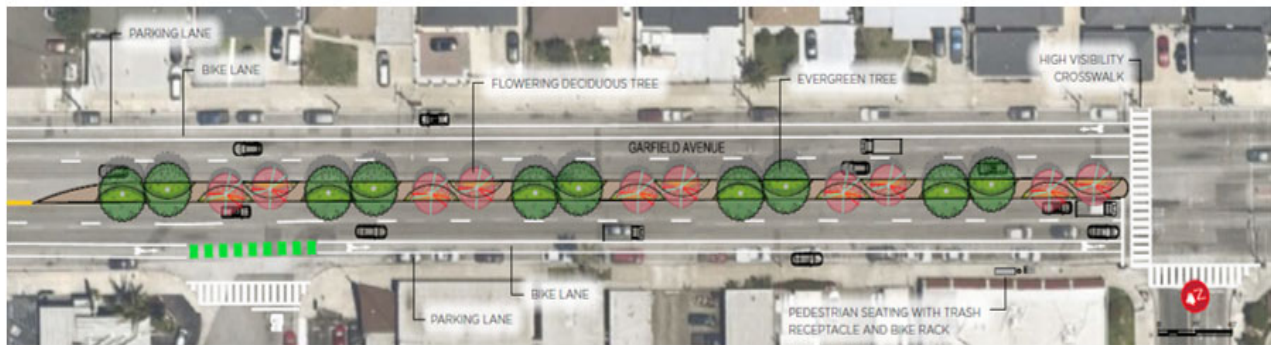 PARKING LANE
BIKE LANE
FLOWERING DECIDUOUS TREE
EVERGREEN TREE
HIGH VISIBILITY
CROSSWALK
GARFIELD AVENUE
BIKE LANE
PARKING LANE
PEDESTRIAN SEATING WITH TRASH
RECEPTACLE AND BIKE RACK
Z